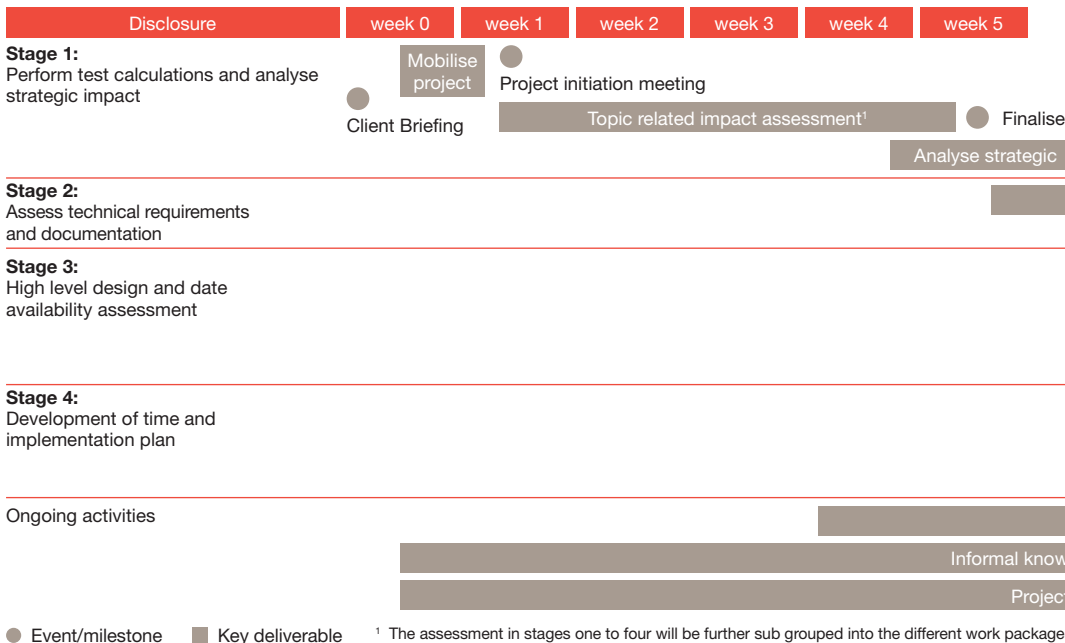 Disclosure week 0 week 1 week 2 week 3 week 4 week 5
Stage 1:
Perform test calculations and analyse
strategic impact
Mobilise
project
Project initiation meeting
Client Briefing
Topic related impact assessment¹
Finalise
Analyse strategic
Stage 2:
Assess technical requirements
and documentation
Stage 3:
High level design and date
availability assessment
Stage 4:
Development of time and
implementation plan
Ongoing activities
Informal know
Project
Event/milestone Key deliverable ¹ The assessment in stages one to four will be further sub grouped into the different work package